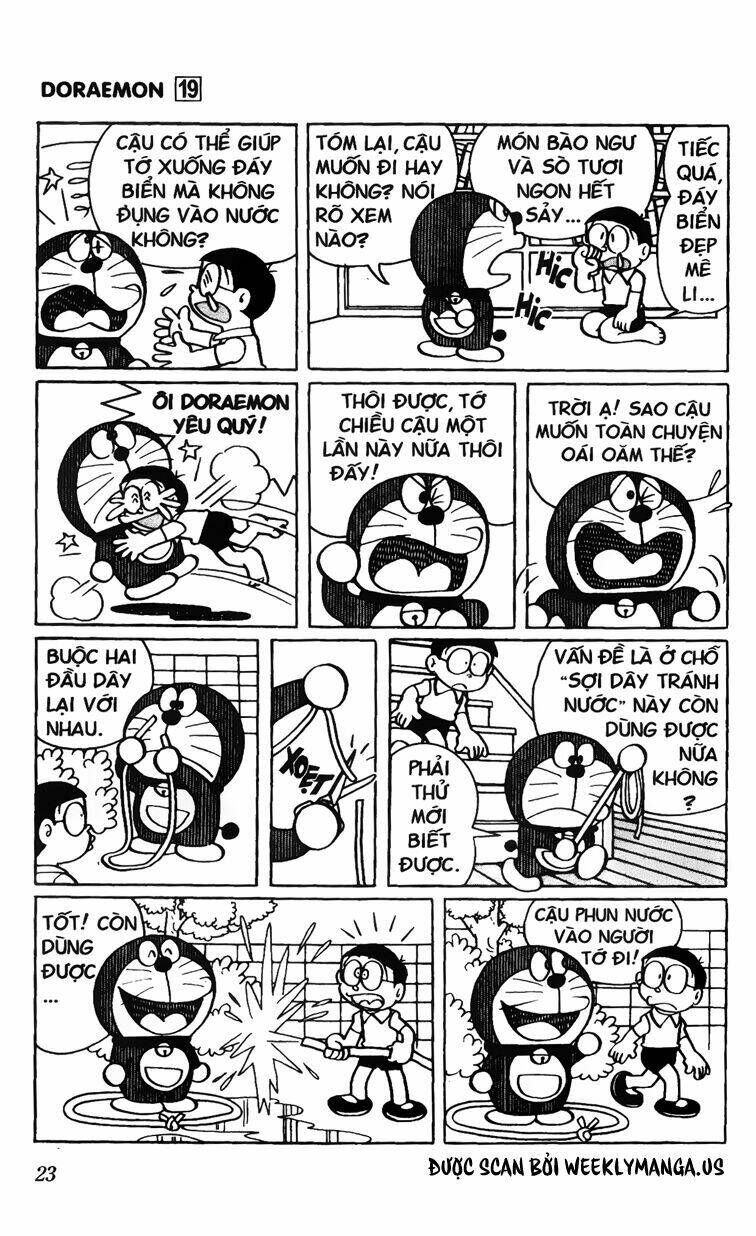 DORAEMON 19
TIẾC
QUÁ,
ĐÁY
BIỂN
ĐẸP
MÊ
LI...
MÓN BÀO NGƯ
VÀ SÒ TƯƠI
NGON HẾT
SẢY...
HIC
HIC
TÓM LẠI, CẬU
MUỐN ĐI HAY
KHÔNG? NÓI
RÕ XEM
NÀO?
CẬU CÓ THỂ GIÚP
TỚ XUỐNG ĐÁY
BIỂN MÀ KHÔNG
ĐỤNG VÀO NƯỚC
KHÔNG?
TRỜI Ạ! SAO CẬU
MUỐN TOÀN CHUYỆN
OÁI OĂM THẾ?
THÔI ĐƯỢC, TỚ
CHIỀU CẬU MỘT
LẦN NÀY NỮA THÔI
ĐẤY!
ÔI DORAEMON
YÊU QUÝ!
VẤN ĐỀ LÀ Ở CHỖ
"SỢI DÂY TRÁNH
NƯỚC" NÀY CÒN
DÙNG ĐƯỢC
NỮA
KHÔNG
?
PHẢI
THỬ
MỚI
BIẾT
ĐƯỢC.
XOẸT
BUỘC HAI
ĐẦU DÂY
LẠI VỚI
NHAU.
CẬU PHUN NƯỚC
VÀO NGƯỜI
TỚ ĐI!
TỐT! CÒN
DÙNG
ĐƯỢC
...
23
ĐƯỢC SCAN BỞI WEEKLYMANGA.US